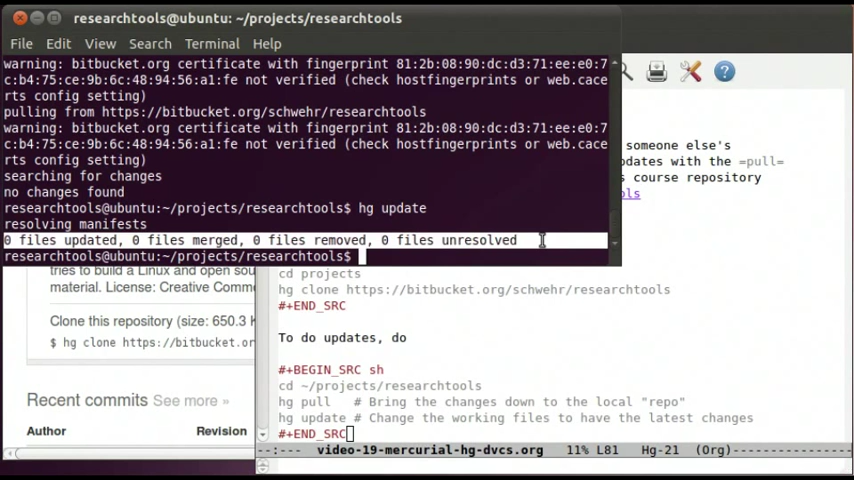 researchtools@ubuntu: ~/projects/researchtools
File Edit View Search Terminal Help
warning: bitbucket.org certificate with fingerprint 81:2b:08:90:dc:d3:71:ee:e0:7
c:b4:75:ce:9b:6c:48:94:56:a1:fe not verified (check hostfingerprints or web.cace
rts config setting)
pulling from https://bitbucket.org/schwehr/researchtools
warning: bitbucket.org certificate with fingerprint 81:2b:08:90:dc:d3:71:ee:e0:7
c:b4:75:ce:9b:6c:48:94:56:a1:fe not verified (check hostfingerprints or web.cace
rts config setting)
searching for changes
no changes found
researchtools@ubuntu:~/projects/researchtools$ hg update
resolving manifests
0 files updated, 0 files merged, 0 files removed, 0 files unresolved
researchtools@ubuntu:~/projects/researchtools$
someone else's
pdates with the =pull=
s course repository
ols
tries to build a Linux and open sou
material. License: Creative Comm
Clone this repository (size: 650.3 K
$ hg clone https://bitbucket.or
Recent commits See more »
Author Revision
cd projects
hg clone https://bitbucket.org/schwehr/researchtools
#+END_SRC
To do updates, do
#+BEGIN_SRC sh
cd ~/projects/researchtools
hg pull # Bring the changes down to the local "repo"
hg update # Change the working files to have the latest changes
#+END_SRC
--:--- video-19-mercurial-hg-dvcs.org 11% L81 Hg-21 (Org)